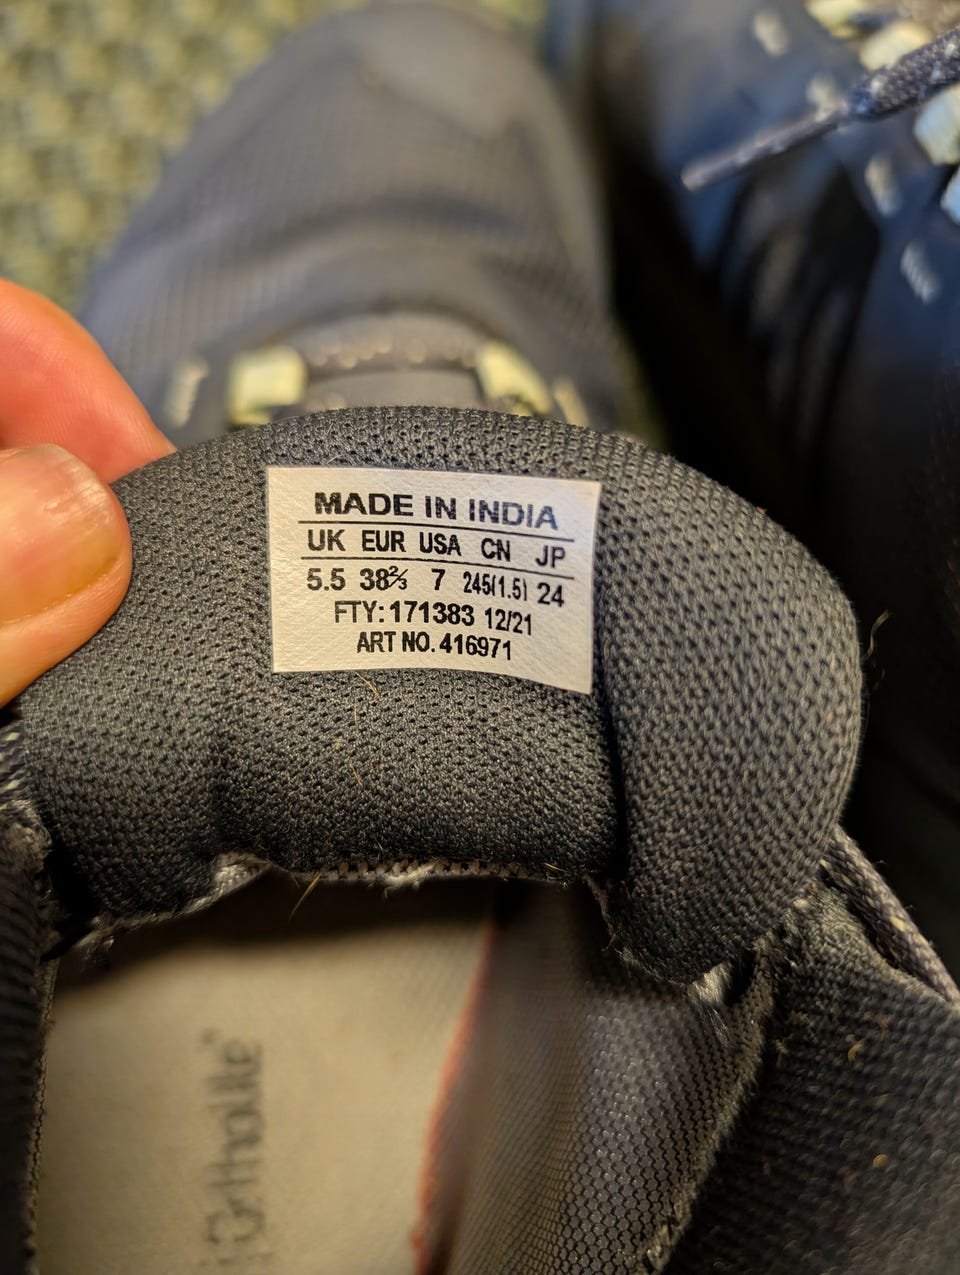 MADE IN INDIA
UK EUR USA CN JP
5.5 38⅔ 7 245(1.5) 24
FTY: 171383 12/21
ART NO. 416971